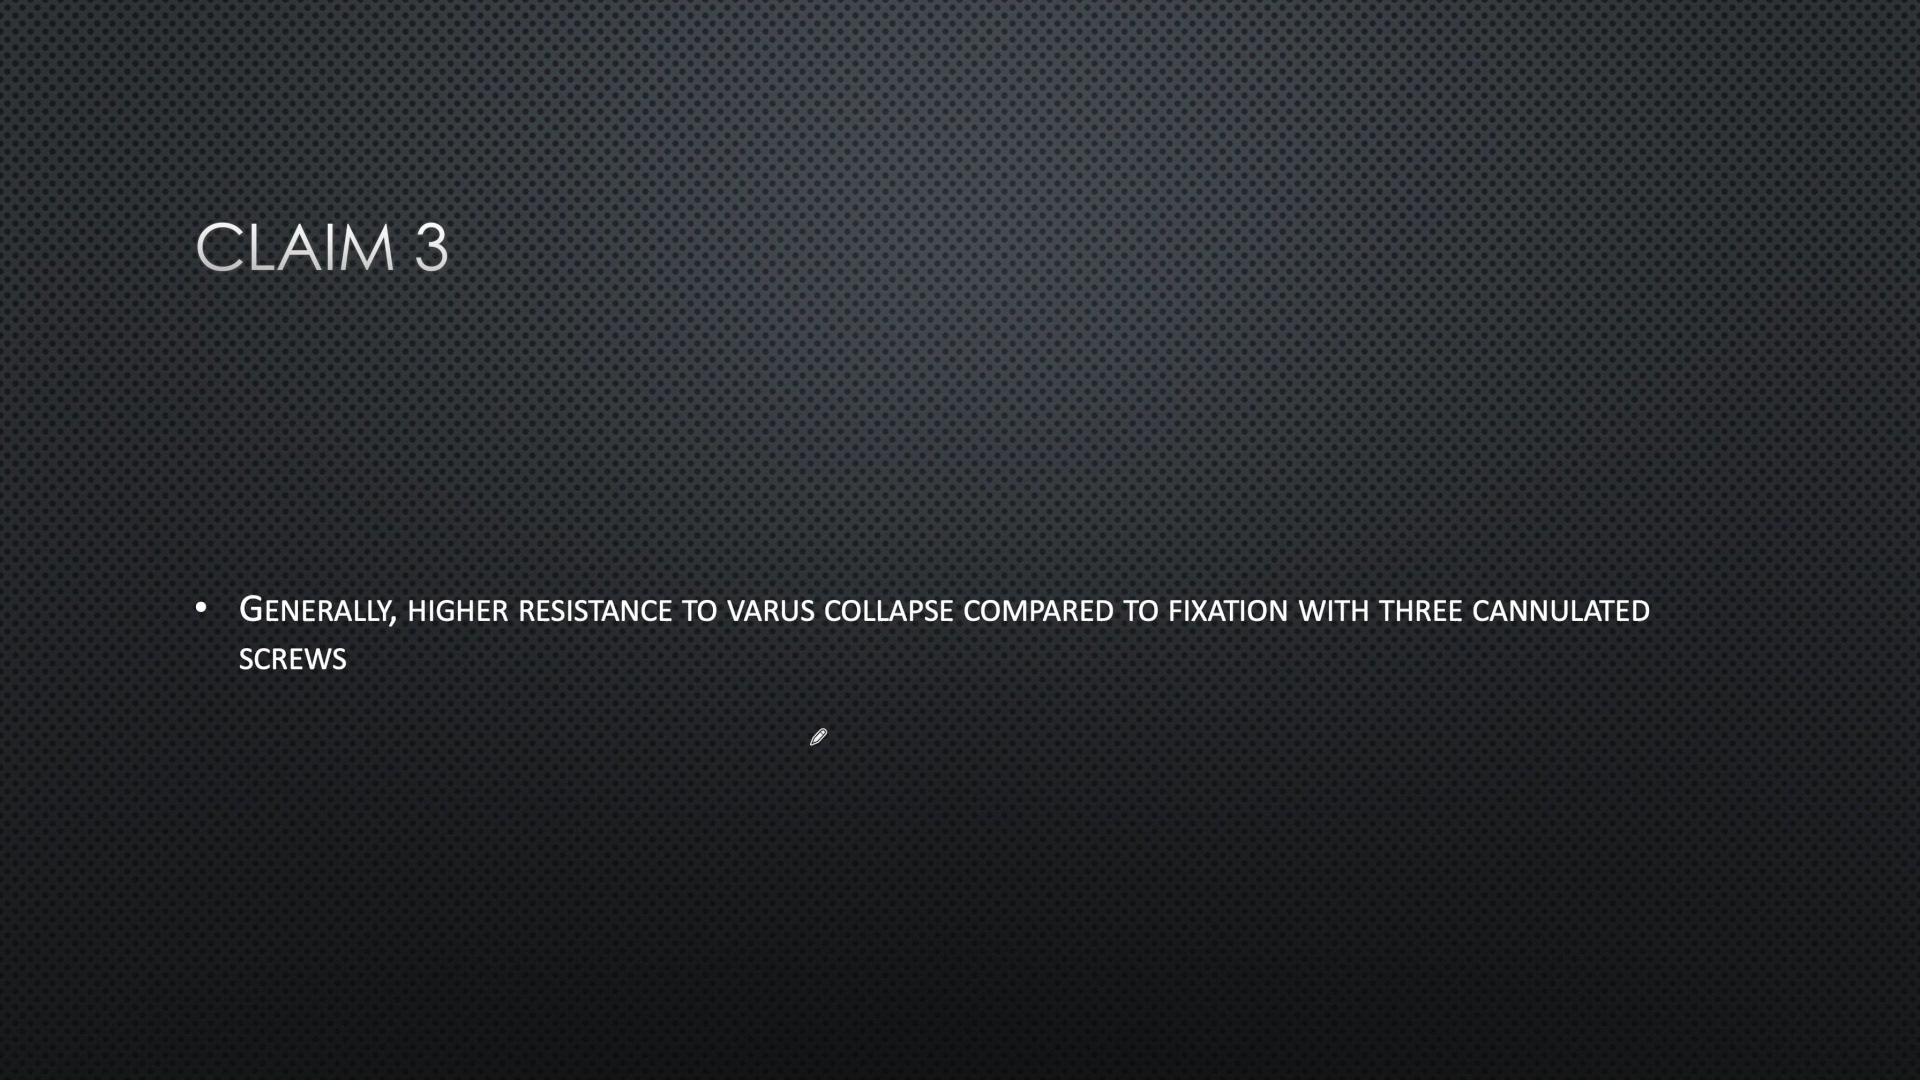 CLAIM 3
• GENERALLY, HIGHER RESISTANCE TO VARUS COLLAPSE COMPARED TO FIXATION WITH THREE CANNULATED
SCREWS